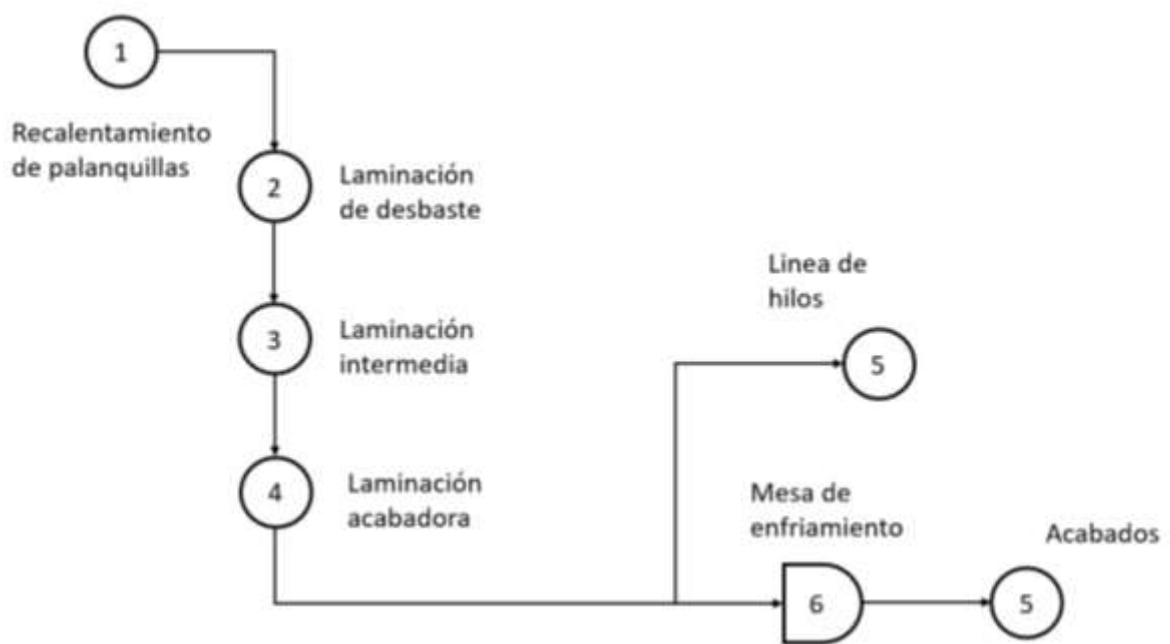 1
Recalentamiento
de palanquillas
2
Laminación
de desbaste
3
Laminación
intermedia
4
Laminación
acabadora
Linea de
hilos
5
Mesa de
enfriamiento
6
Acabados
5